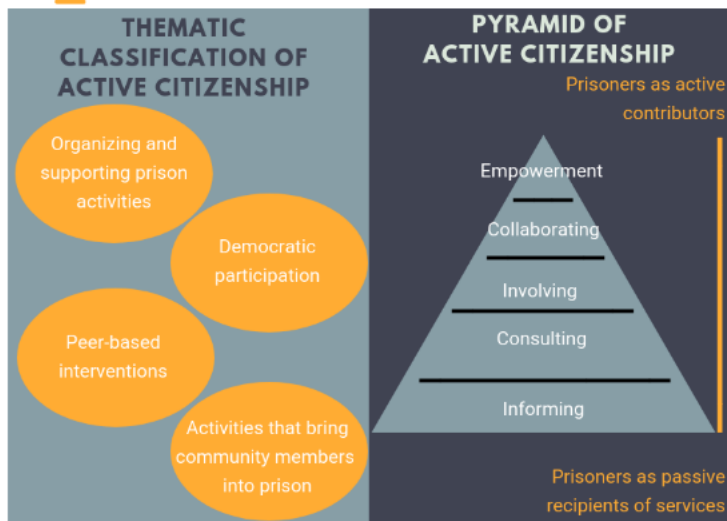 THEMATIC
CLASSIFICATION OF
ACTIVE CITIZENSHIP
Organizing and
supporting prison
activities
Democratic
participation
Peer-based
interventions
Activities that bring
community members
into prison
PYRAMID OF
ACTIVE CITIZENSHIP
Prisoners as active
contributors
Empowerment
Collaborating
Involving
Consulting
Informing
Prisoners as passive
recipients of services